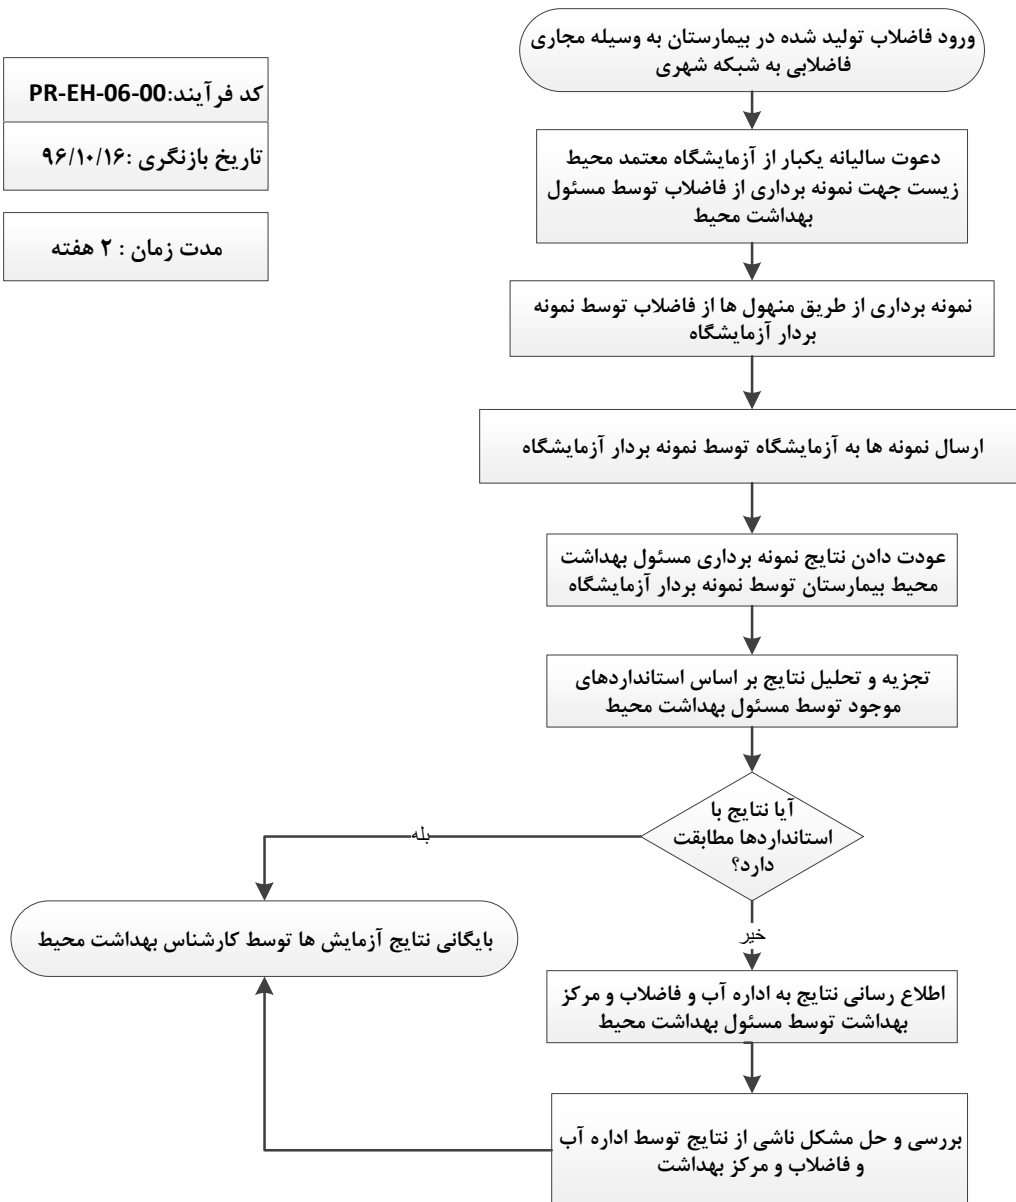 ورود فاضلاب تولید شده در بیمارستان به وسیله مجاری
فاضلابی به شبکه شهری
کد فرآیند:PR-EH-06-00
تاریخ بازنگری :۹۶/۱۰/۱۶
مدت زمان : ۲ هفته
دعوت سالیانه یکبار از آزمایشگاه معتمد محیط
زیست جهت نمونه برداری از فاضلاب توسط مسئول
بهداشت محیط
نمونه برداری از طریق منهول ها از فاضلاب توسط نمونه
بردار آزمایشگاه
ارسال نمونه ها به آزمایشگاه توسط نمونه بردار آزمایشگاه
عودت دادن نتایج نمونه برداری مسئول بهداشت
محیط بیمارستان توسط نمونه بردار آزمایشگاه
تجزیه و تحلیل نتایج بر اساس استانداردهای
موجود توسط مسئول بهداشت محیط
آیا نتایج با
استانداردها مطابقت
دارد؟
بله
خیر
بایگانی نتایج آزمایش ها توسط کارشناس بهداشت محیط
اطلاع رسانی نتایج به اداره آب و فاضلاب و مرکز
بهداشت توسط مسئول بهداشت محیط
بررسی و حل مشکل ناشی از نتایج توسط اداره آب
و فاضلاب و مرکز بهداشت